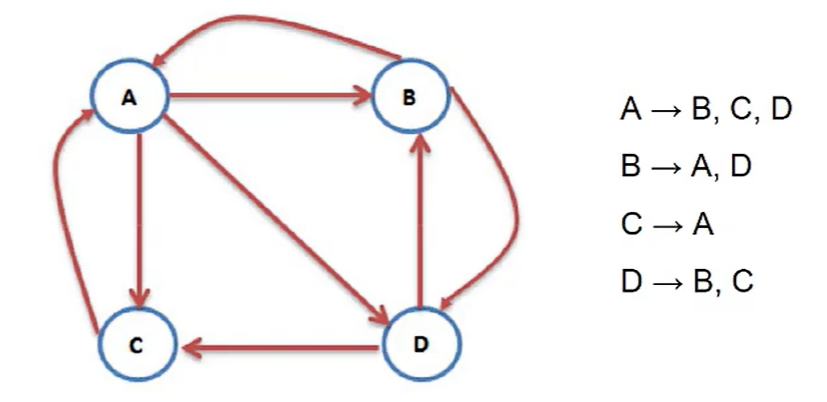 A
B
C
D
A → B, C, D
B → A, D
C → A
D → B, C